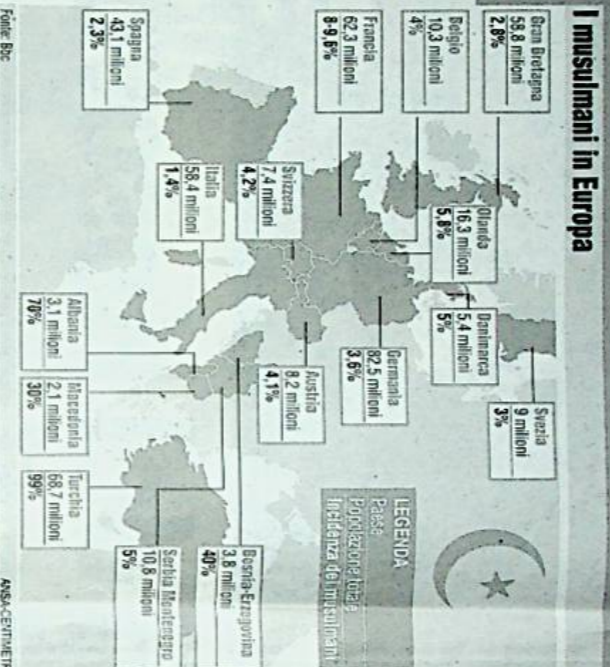 I musulmani in Europa
Gran Bretagna
58,8 milioni
2,8%
Belgio
10,3 milioni
4%
Francia
62,3 milioni
8-9,6%
Spagna
43,1 milioni
2,3%
Olanda
16,3 milioni
5,8%
Svizzera
7,4 milioni
4,2%
Italia
58,4 milioni
1,4%
Danimarca
5,4 milioni
5%
Germania
82,5 milioni
3,6%
Austria
8,2 milioni
4,1%
Albania
3,1 milioni
70%
Svezia
9 milioni
3%
Macedonia
2,1 milioni
30%
Turchia
68,7 milioni
99%
LEGENDA
Paese
Popolazione totale
Incidenza dei musulmani
Bosnia-Erzegovina
3,8 milioni
40%
Serbia Montenegro
10,8 milioni
5%
Fonte: Bbc
ANSA-CENTIMETRI